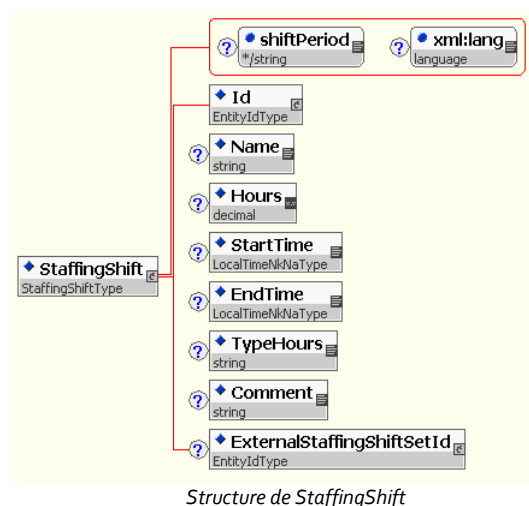 ? shiftPeriod ? xml:lang
*/string language
Id
EntityIdType
? Name
string
? Hours
decimal
? StartTime
LocalTimeNkNaType
StaffingShift
StaffingShiftType
? EndTime
LocalTimeNkNaType
? TypeHours
string
? Comment
string
? ExternalStaffingShiftSetId
EntityIdType
Structure de StaffingShift